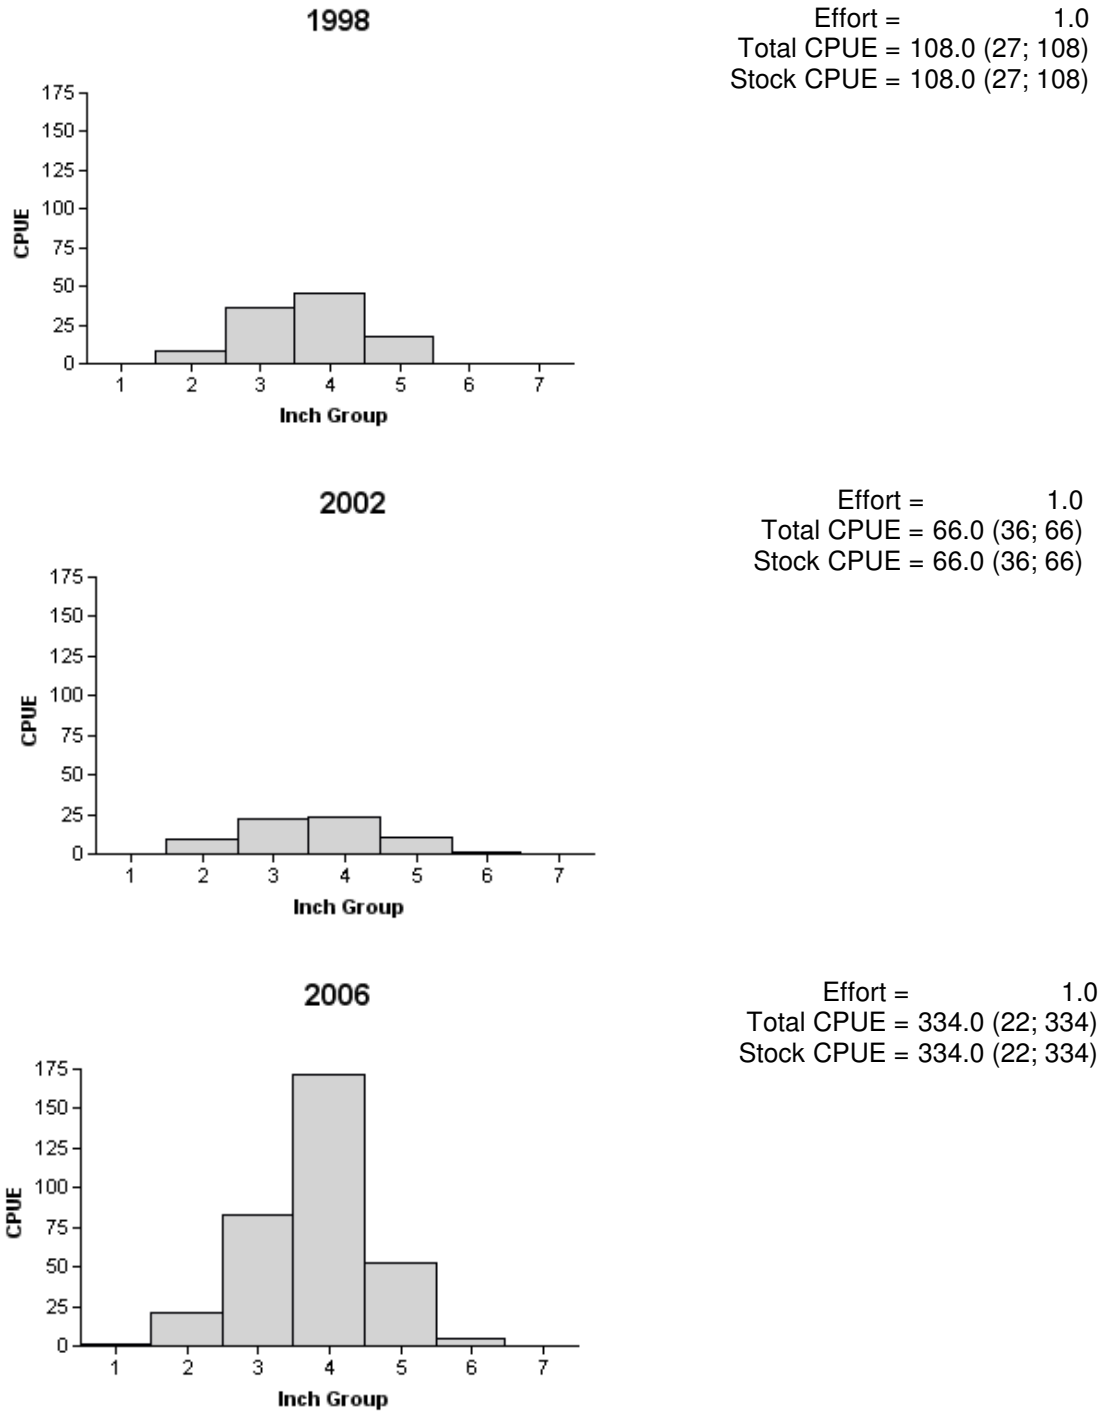 1998
Effort = 1.0
Total CPUE = 108.0 (27; 108)
Stock CPUE = 108.0 (27; 108)
175
150
125
100
75
50
25
0
CPUE
1 2 3 4 5 6 7
Inch Group
2002
Effort = 1.0
Total CPUE = 66.0 (36; 66)
Stock CPUE = 66.0 (36; 66)
175
150
125
100
75
50
25
0
CPUE
1 2 3 4 5 6 7
Inch Group
2006
Effort = 1.0
Total CPUE = 334.0 (22; 334)
Stock CPUE = 334.0 (22; 334)
175
150
125
100
75
50
25
0
CPUE
1 2 3 4 5 6 7
Inch Group